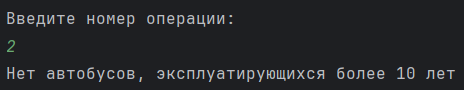 Введите номер операции:
2
Нет автобусов, эксплуатирующихся более 10 лет